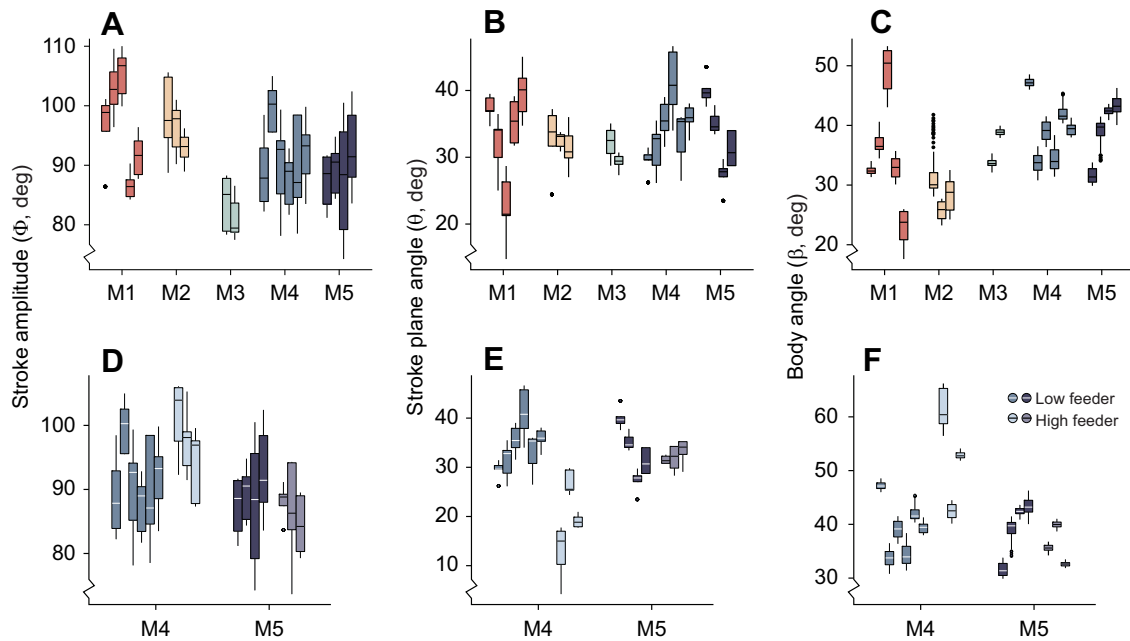 A
B
C
Stroke amplitude (Φ, deg)
110
100
90
80
M1 M2 M3 M4 M5
Stroke plane angle (θ, deg)
40
30
20
M1 M2 M3 M4 M5
Body angle (β, deg)
50
40
30
20
M1 M2 M3 M4 M5
D
E
F
100
90
80
M4 M5
40
30
20
10
M4 M5
60
50
40
30
M4 M5
Low feeder
High feeder